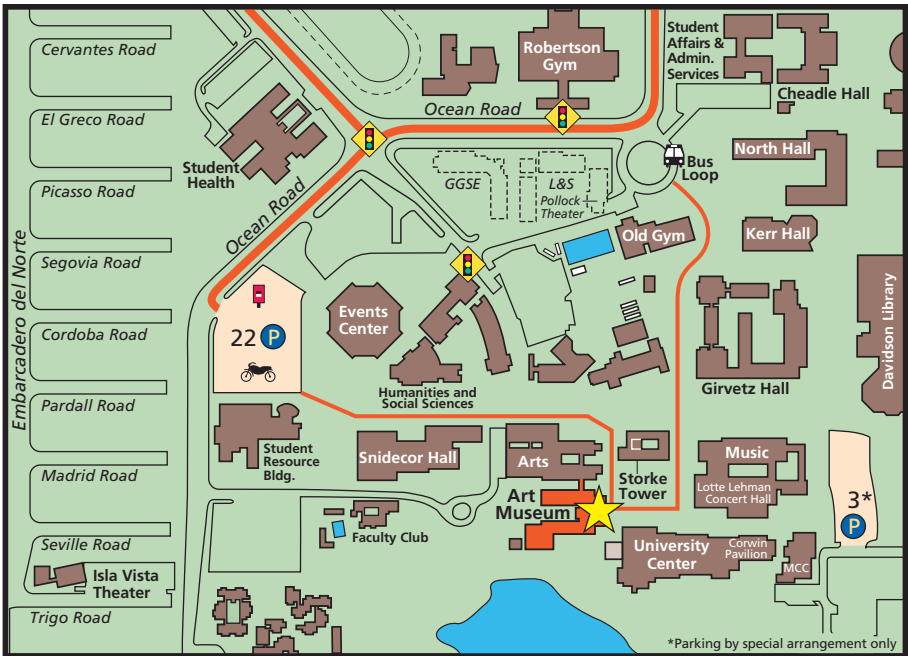 Cervantes Road
El Greco Road
Picasso Road
Segovia Road
Cordoba Road
Pardall Road
Madrid Road
Seville Road
Trigo Road
Embarcadero del Norte
Isla Vista
Theater
Student
Health
Ocean Road
Ocean Road
Robertson
Gym
Student
Affairs &
Admin.
Services
Cheadle Hall
North Hall
Bus
Loop
GGSE
L&S
Pollock
Theater
Old Gym
Kerr Hall
Events
Center
22 P
Humanities and
Social Sciences
Girvetz Hall
Davidson Library
Student
Resource
Bldg.
Snidecor Hall
Arts
Storke
Tower
Music
Lotte Lehman
Concert Hall
Art
Museum
3*
P
Faculty Club
University
Center
Corwin
Pavilion
MCC
*Parking by special arrangement only